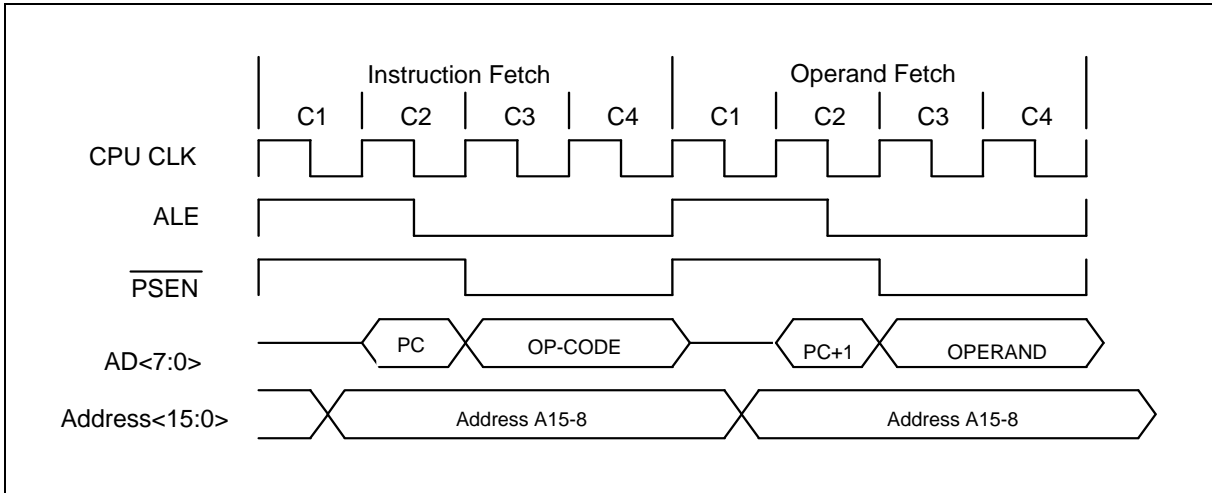 Instruction Fetch Operand Fetch
C1 C2 C3 C4 C1 C2 C3 C4
CPU CLK
ALE
PSEN
PC OP-CODE PC+1 OPERAND
AD<7:0>
Address<15:0> Address A15-8 Address A15-8